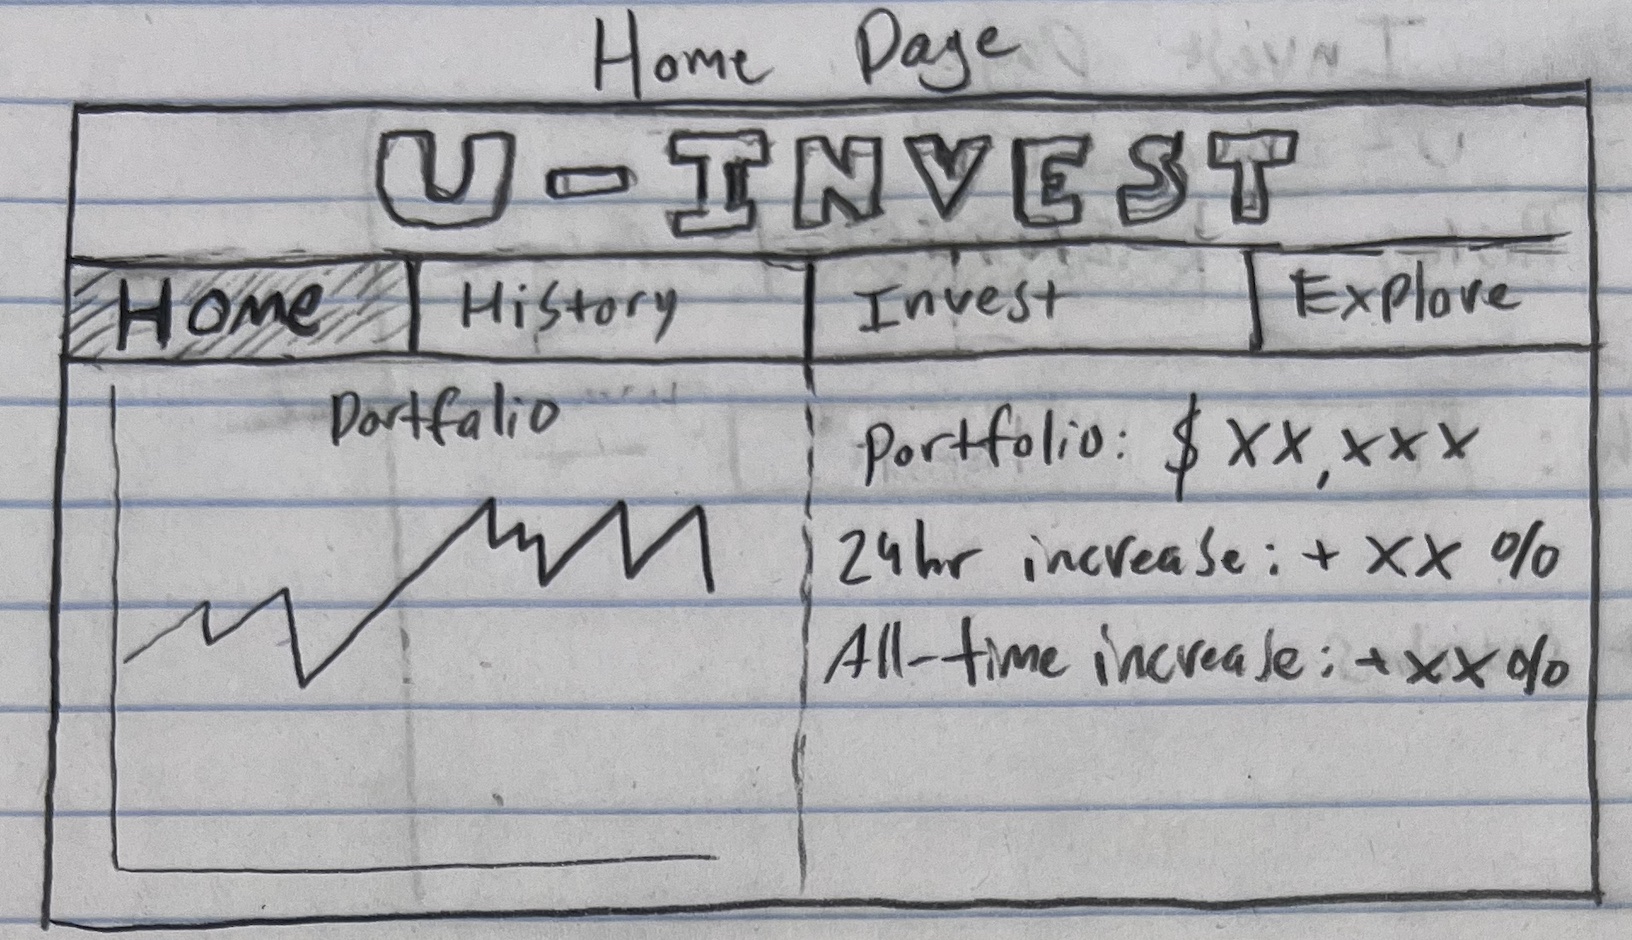 Home Page
U-INVEST
Home History Invest Explore
Portfalio
Portfolio: $ XX,XXX
24hr increase: + XX %
All-time increase: + XX %